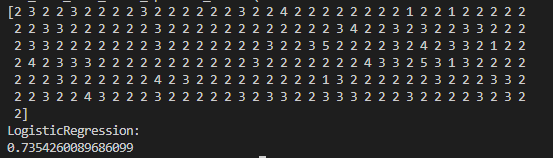 [2 3 2 2 3 2 2 2 2 3 2 2 2 2 2 2 3 2 2 4 2 2 2 2 2 2 2 2 1 2 2 1 2 2 2 2 2
2 2 3 3 2 2 2 2 2 2 2 2 2 2 2 2 2 2 2 2 2 2 2 3 4 2 2 3 2 2 3 3 2 2 2
2 3 3 2 2 2 2 2 2 2 3 2 2 2 2 3 2 2 3 2 2 3 5 2 2 2 2 3 2 4 2 3 3 2 1 2 2
2 4 2 3 3 3 2 2 2 2 2 2 2 2 2 2 2 3 2 2 2 2 2 2 2 4 3 3 2 5 3 1 3 2 2 2 2
2 2 2 3 2 2 2 2 2 2 4 2 3 2 2 2 2 2 2 2 2 2 1 3 2 2 2 2 2 2 3 2 2 2 3 3 2
2 2 3 2 2 4 3 2 2 2 3 2 2 2 2 2 3 2 2 3 3 3 2 2 2 3 2 2 2 2 3 2 3 2
2]
LogisticRegression:
0.7354260089686099